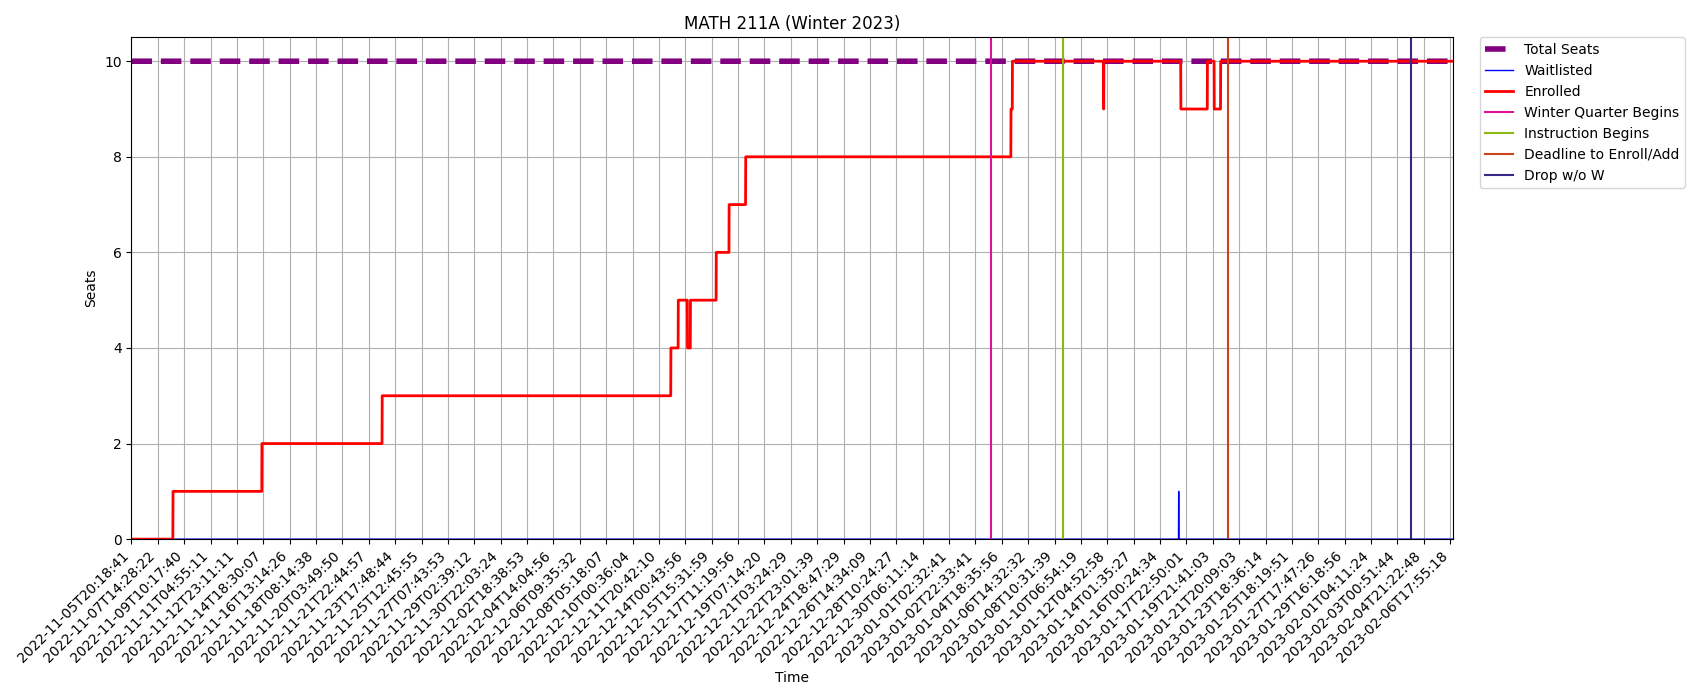 MATH 211A (Winter 2023)
Total Seats
Waitlisted
Enrolled
Winter Quarter Begins
Instruction Begins
Deadline to Enroll/Add
Drop w/o W
Seats
10
8
6
4
2
0
2022-11-05T20:18:41
2022-11-07T14:28:22
2022-11-09T10:17:40
2022-11-11T04:55:11
2022-11-12T23:11:11
2022-11-14T18:30:07
2022-11-16T13:14:26
2022-11-18T08:14:38
2022-11-20T03:49:50
2022-11-21T22:44:57
2022-11-23T17:48:44
2022-11-25T12:45:55
2022-11-27T07:43:53
2022-11-29T02:39:12
2022-11-30T22:03:24
2022-12-02T18:38:53
2022-12-04T14:04:56
2022-12-06T09:35:32
2022-12-08T05:18:07
2022-12-10T00:36:04
2022-12-11T20:42:10
2022-12-14T00:43:56
2022-12-15T15:31:59
2022-12-17T11:19:56
2022-12-19T07:14:20
2022-12-21T03:24:29
2022-12-22T23:01:39
2022-12-24T18:47:29
2022-12-26T14:34:09
2022-12-28T10:24:27
2022-12-30T06:11:14
2023-01-01T02:32:41
2023-01-02T22:33:41
2023-01-04T18:35:56
2023-01-06T14:32:32
2023-01-08T10:31:39
2023-01-10T06:54:19
2023-01-12T04:52:58
2023-01-14T01:35:27
2023-01-16T00:24:34
2023-01-17T22:50:01
2023-01-19T21:41:03
2023-01-21T20:09:03
2023-01-23T18:36:14
2023-01-25T18:19:51
2023-01-27T17:47:26
2023-01-29T16:18:56
2023-02-01T04:11:24
2023-02-03T00:51:44
2023-02-04T21:22:48
2023-02-06T17:55:18
Time